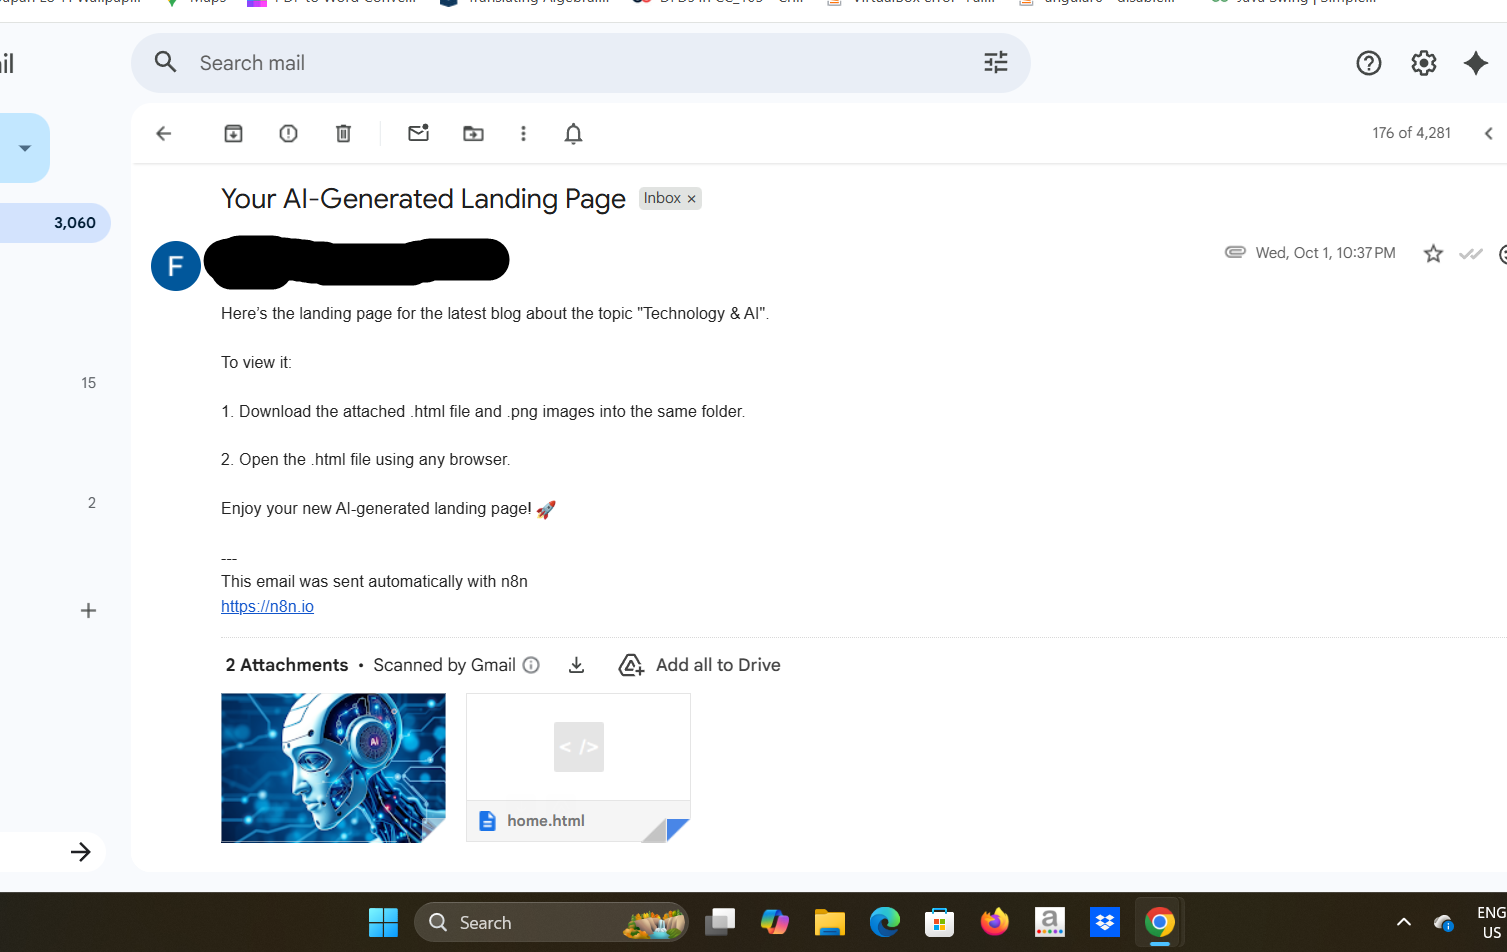 Maps
il
Search mail
176 of 4,281
3,060
Your AI-Generated Landing Page
Inbox ×
F
Wed, Oct 1, 10:37 PM
Here’s the landing page for the latest blog about the topic "Technology & AI".
To view it:
15
1. Download the attached .html file and .png images into the same folder.
2. Open the .html file using any browser.
2
Enjoy your new AI-generated landing page! 🚀
---
This email was sent automatically with n8n
https://n8n.io
2 Attachments • Scanned by Gmail
Add all to Drive
AI
</>
home.html
Search
a
ENG
US